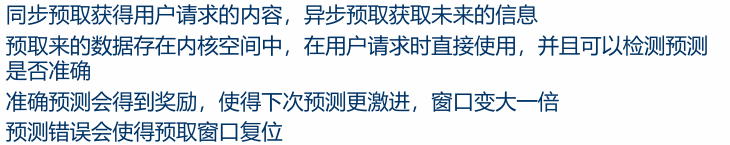 同步预取获得用户请求的内容，异步预取获取未来的信息
预取来的数据存在内核空间中，在用户请求时直接使用，并且可以检测预测
是否准确
准确预测会得到奖励，使得下次预测更激进，窗口变大一倍
预测错误会使得预取窗口复位